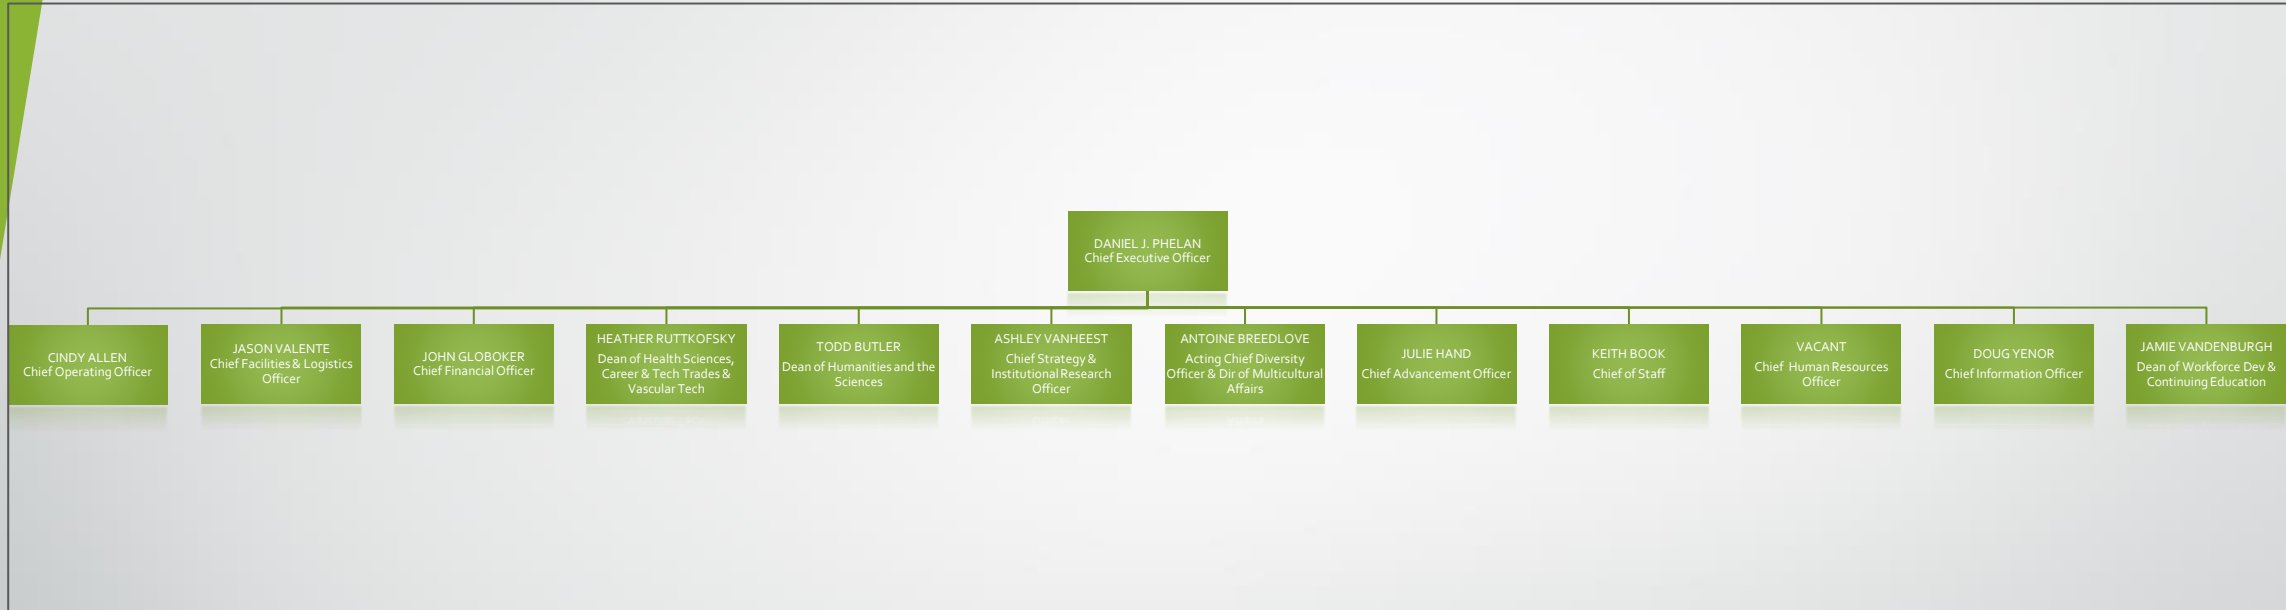 DANIEL J. PHELAN
Chief Executive Officer
CINDY ALLEN
Chief Operating Officer
JASON VALENTE
Chief Facilities & Logistics
Officer
JOHN GLOBOKER
Chief Financial Officer
HEATHER RUTTKOFSKY
Dean of Health Sciences,
Career & Tech Trades &
Vascular Tech
TODD BUTLER
Dean of Humanities and the
Sciences
ASHLEY VANHEEST
Chief Strategy &
Institutional Research
Officer
ANTOINE BREEDLOVE
Acting Chief Diversity
Officer & Dir of Multicultural
Affairs
JULIE HAND
Chief Advancement Officer
KEITH BOOK
Chief of Staff
VACANT
Chief Human Resources
Officer
DOUG YENOR
Chief Information Officer
JAMIE VANDENBURGH
Dean of Workforce Dev &
Continuing Education